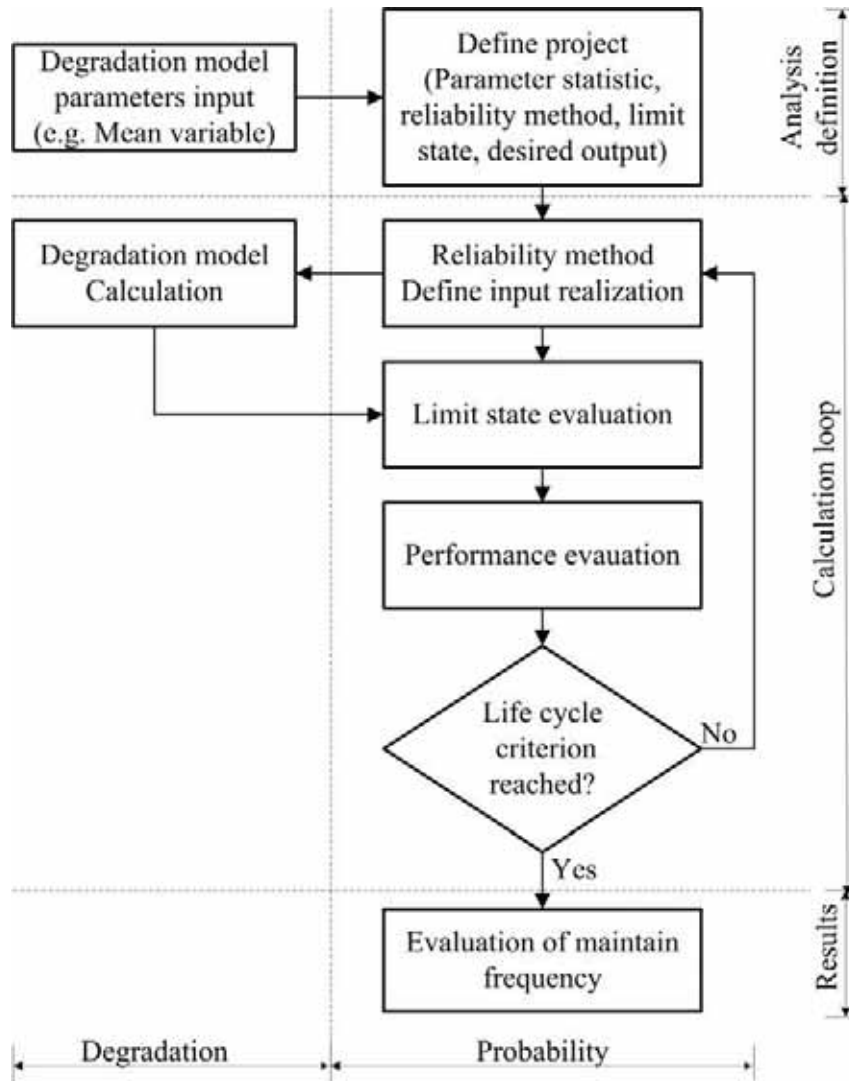 Degradation model
parameters input
(e.g. Mean variable)
Define project
(Parameter statistic,
reliability method, limit
state, desired output)
Analysis
definition
Degradation model
Calculation
Reliability method
Define input realization
Limit state evaluation
Performance evauation
Life cycle
criterion
reached?
No
Yes
Calculation loop
Evaluation of maintain
frequency
Results
Degradation
Probability